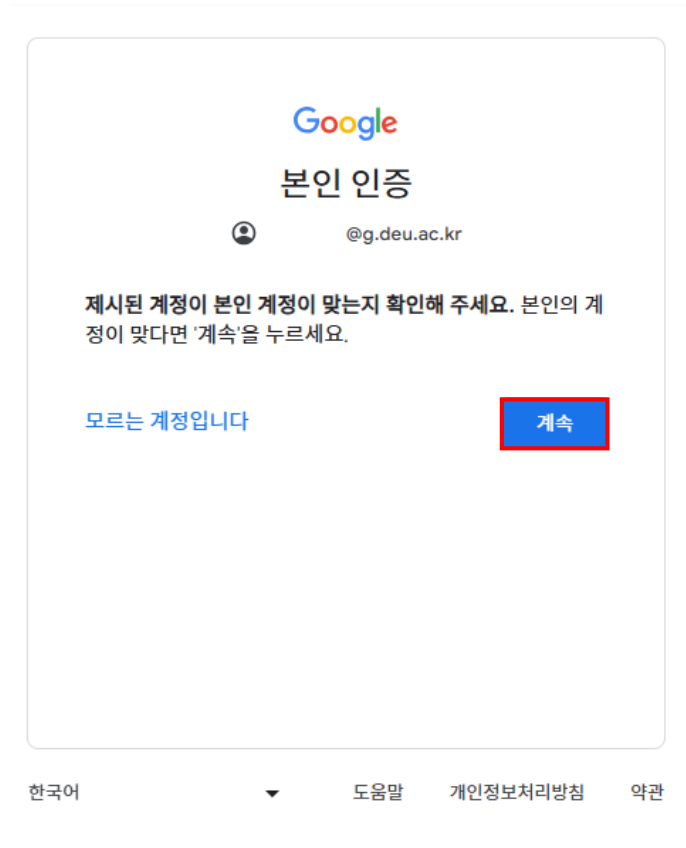 Google
본인 인증
@g.deu.ac.kr
제시된 계정이 본인 계정이 맞는지 확인해 주세요. 본인의 계
정이 맞다면 '계속'을 누르세요.
모르는 계정입니다 계속
한국어 도움말 개인정보처리방침 약관